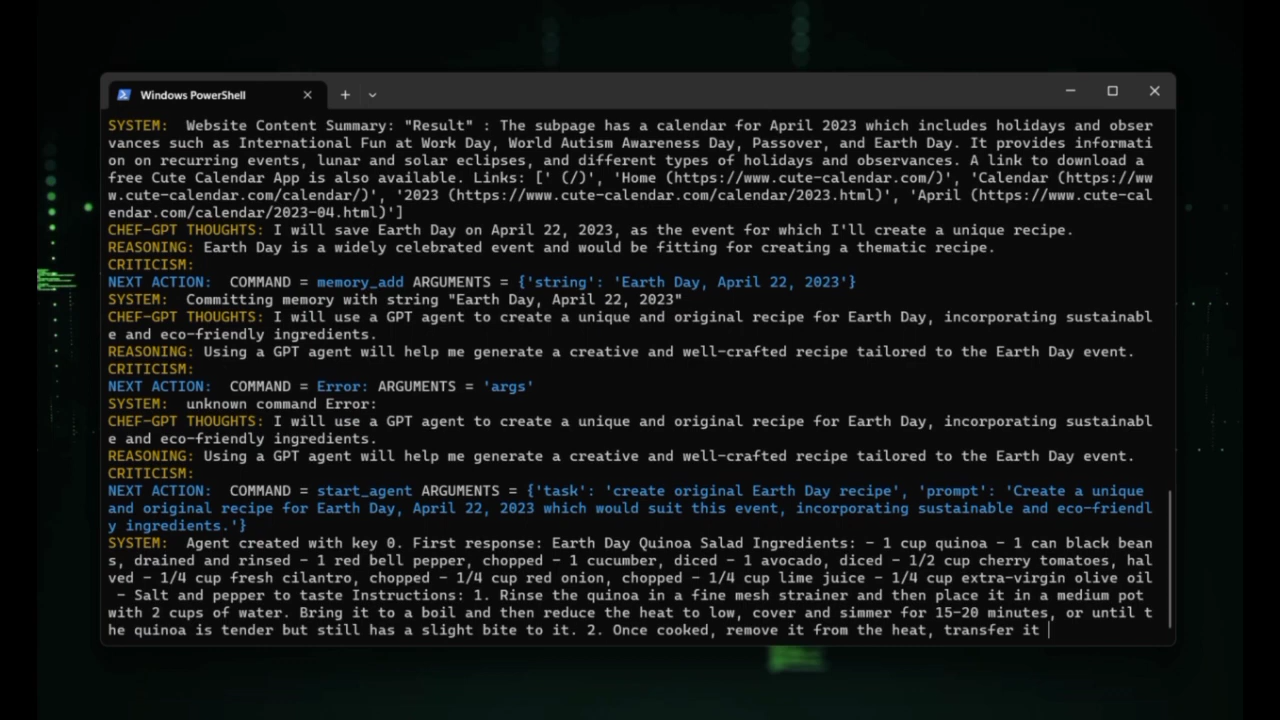 Windows PowerShell
SYSTEM:  Website Content Summary: "Result" : The subpage has a calendar for April 2023 which includes holidays and obser
vances such as International Fun at Work Day, World Autism Awareness Day, Passover, and Earth Day. It provides informati
on on recurring events, lunar and solar eclipses, and different types of holidays and observances. A link to download a
free Cute Calendar App is also available. Links: [' (/)', 'Home (https://www.cute-calendar.com/)', 'Calendar (https://ww
w.cute-calendar.com/calendar/)', '2023 (https://www.cute-calendar.com/calendar/2023.html)', 'April (https://www.cute-cal
endar.com/calendar/2023-04.html)']
CHEF-GPT THOUGHTS: I will save Earth Day on April 22, 2023, as the event for which I'll create a unique recipe.
REASONING: Earth Day is a widely celebrated event and would be fitting for creating a thematic recipe.
CRITICISM:
NEXT ACTION:  COMMAND = memory_add ARGUMENTS = {'string': 'Earth Day, April 22, 2023'}
SYSTEM:  Committing memory with string "Earth Day, April 22, 2023"
CHEF-GPT THOUGHTS: I will use a GPT agent to create a unique and original recipe for Earth Day, incorporating sustainabl
e and eco-friendly ingredients.
REASONING: Using a GPT agent will help me generate a creative and well-crafted recipe tailored to the Earth Day event.
CRITICISM:
NEXT ACTION:  COMMAND = Error: ARGUMENTS = 'args'
SYSTEM:  unknown command Error:
CHEF-GPT THOUGHTS: I will use a GPT agent to create a unique and original recipe for Earth Day, incorporating sustainabl
e and eco-friendly ingredients.
REASONING: Using a GPT agent will help me generate a creative and well-crafted recipe tailored to the Earth Day event.
CRITICISM:
NEXT ACTION:  COMMAND = start_agent ARGUMENTS = {'task': 'create original Earth Day recipe', 'prompt': 'Create a unique
and original recipe for Earth Day, April 22, 2023 which would suit this event, incorporating sustainable and eco-friendl
y ingredients.'}
SYSTEM:  Agent created with key 0. First response: Earth Day Quinoa Salad Ingredients: - 1 cup quinoa - 1 can black bean
s, drained and rinsed - 1 red bell pepper, chopped - 1 cucumber, diced - 1 avocado, diced - 1/2 cup cherry tomatoes, hal
ved - 1/4 cup fresh cilantro, chopped - 1/4 cup red onion, chopped - 1/4 cup lime juice - 1/4 cup extra-virgin olive oil
- Salt and pepper to taste Instructions: 1. Rinse the quinoa in a fine mesh strainer and then place it in a medium pot
with 2 cups of water. Bring it to a boil and then reduce the heat to low, cover and simmer for 15-20 minutes, or until t
he quinoa is tender but still has a slight bite to it. 2. Once cooked, remove it from the heat, transfer it